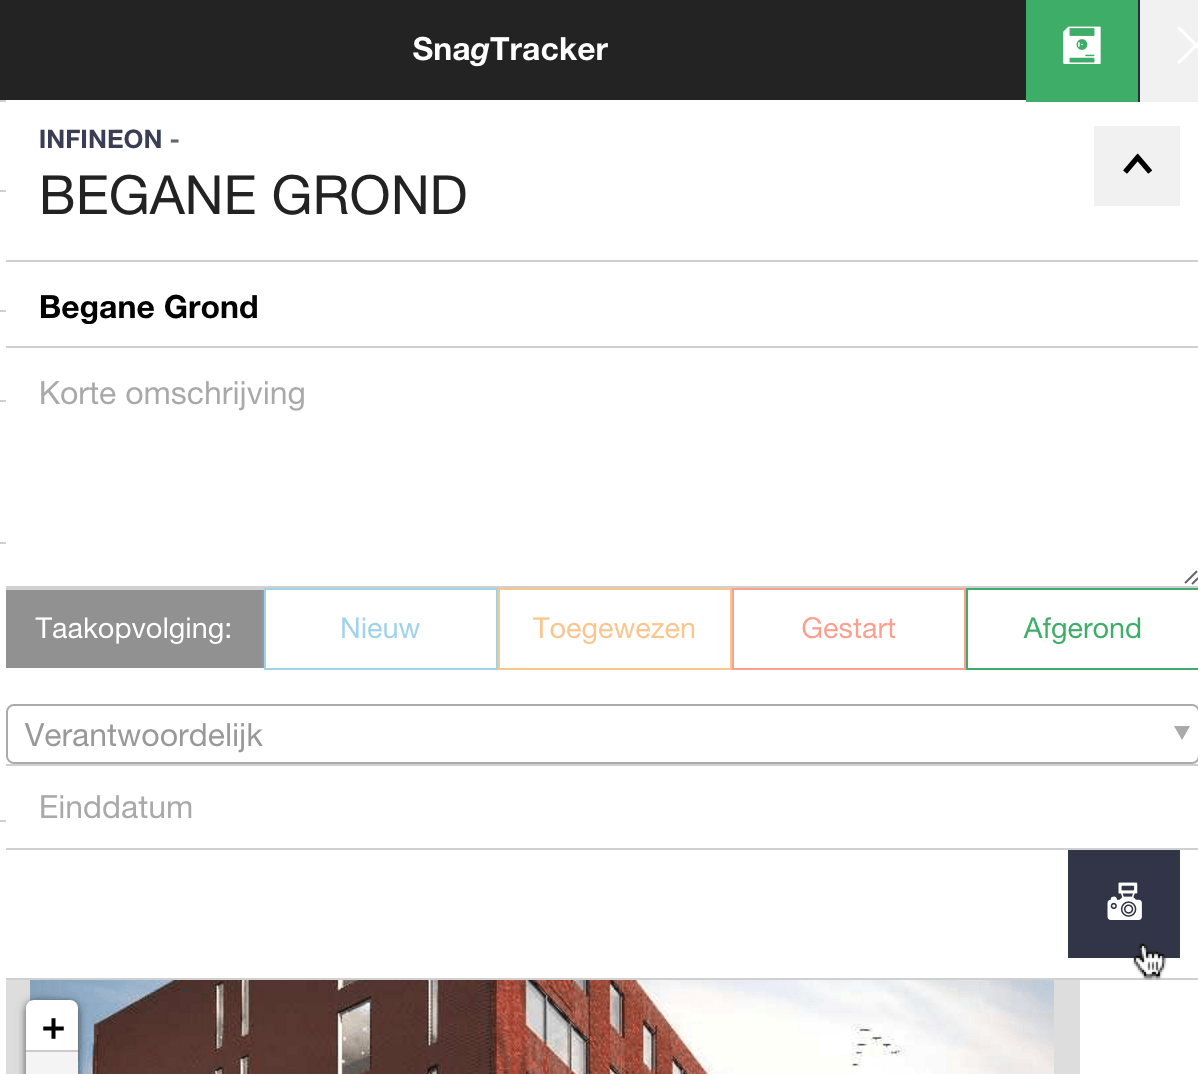 SnagTracker
INFINEON -
BEGANE GROND
Begane Grond
Korte omschrijving
Taakopvolging: Nieuw Toegewezen Gestart Afgerond
Verantwoordelijk
Einddatum
+